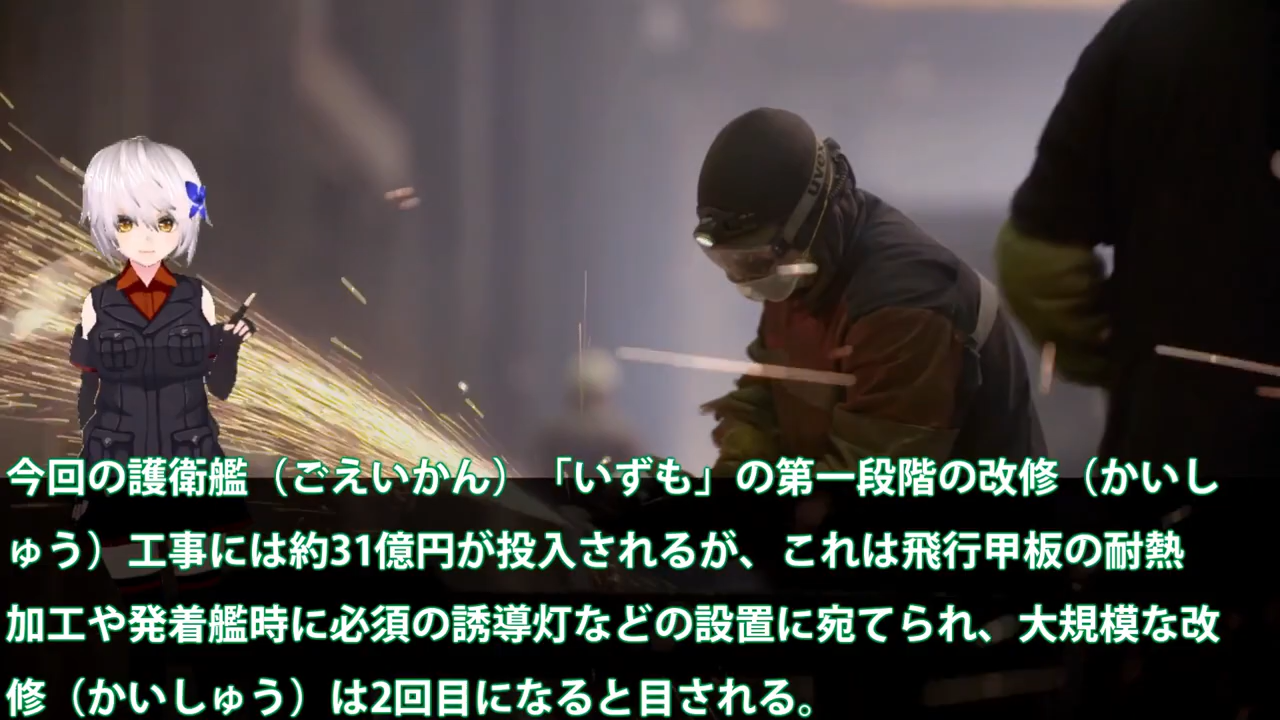 uvex
今回の護衛艦（ごえいかん）「いずも」の第一段階の改修（かいし
ゅう）工事には約31億円が投入されるが、これは飛行甲板の耐熱
加工や発着艦時に必須の誘導灯などの設置に宛てられ、大規模な改
修（かいしゅう）は2回目になると目される。